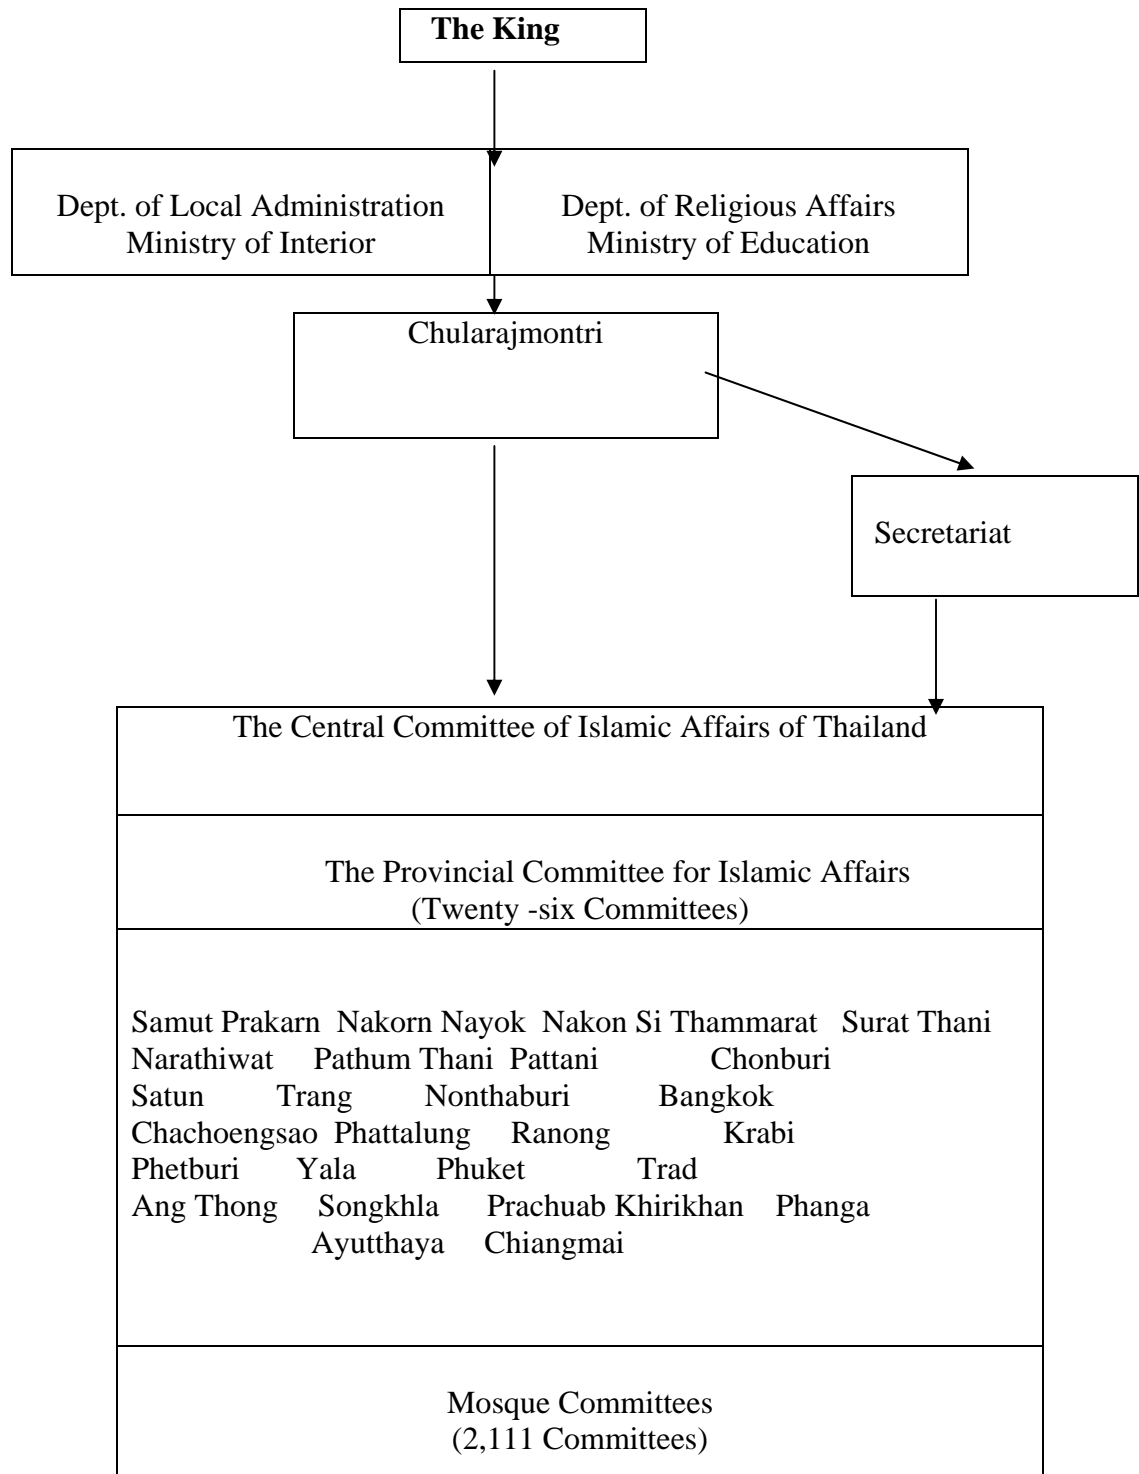 The King
Dept. of Local Administration
Ministry of Interior
Dept. of Religious Affairs
Ministry of Education
Chularajmontri
Secretariat
The Central Committee of Islamic Affairs of Thailand
The Provincial Committee for Islamic Affairs
(Twenty -six Committees)
Samut Prakarn Nakorn Nayok Nakon Si Thammarat Surat Thani
Narathiwat Pathum Thani Pattani Chonburi
Satun Trang Nonthaburi Bangkok
Chachoengsao Phattalung Ranong Krabi
Phetburi Yala Phuket Trad
Ang Thong Songkhla Prachuab Khirikhan Phanga
Ayutthaya Chiangmai
Mosque Committees
(2,111 Committees)